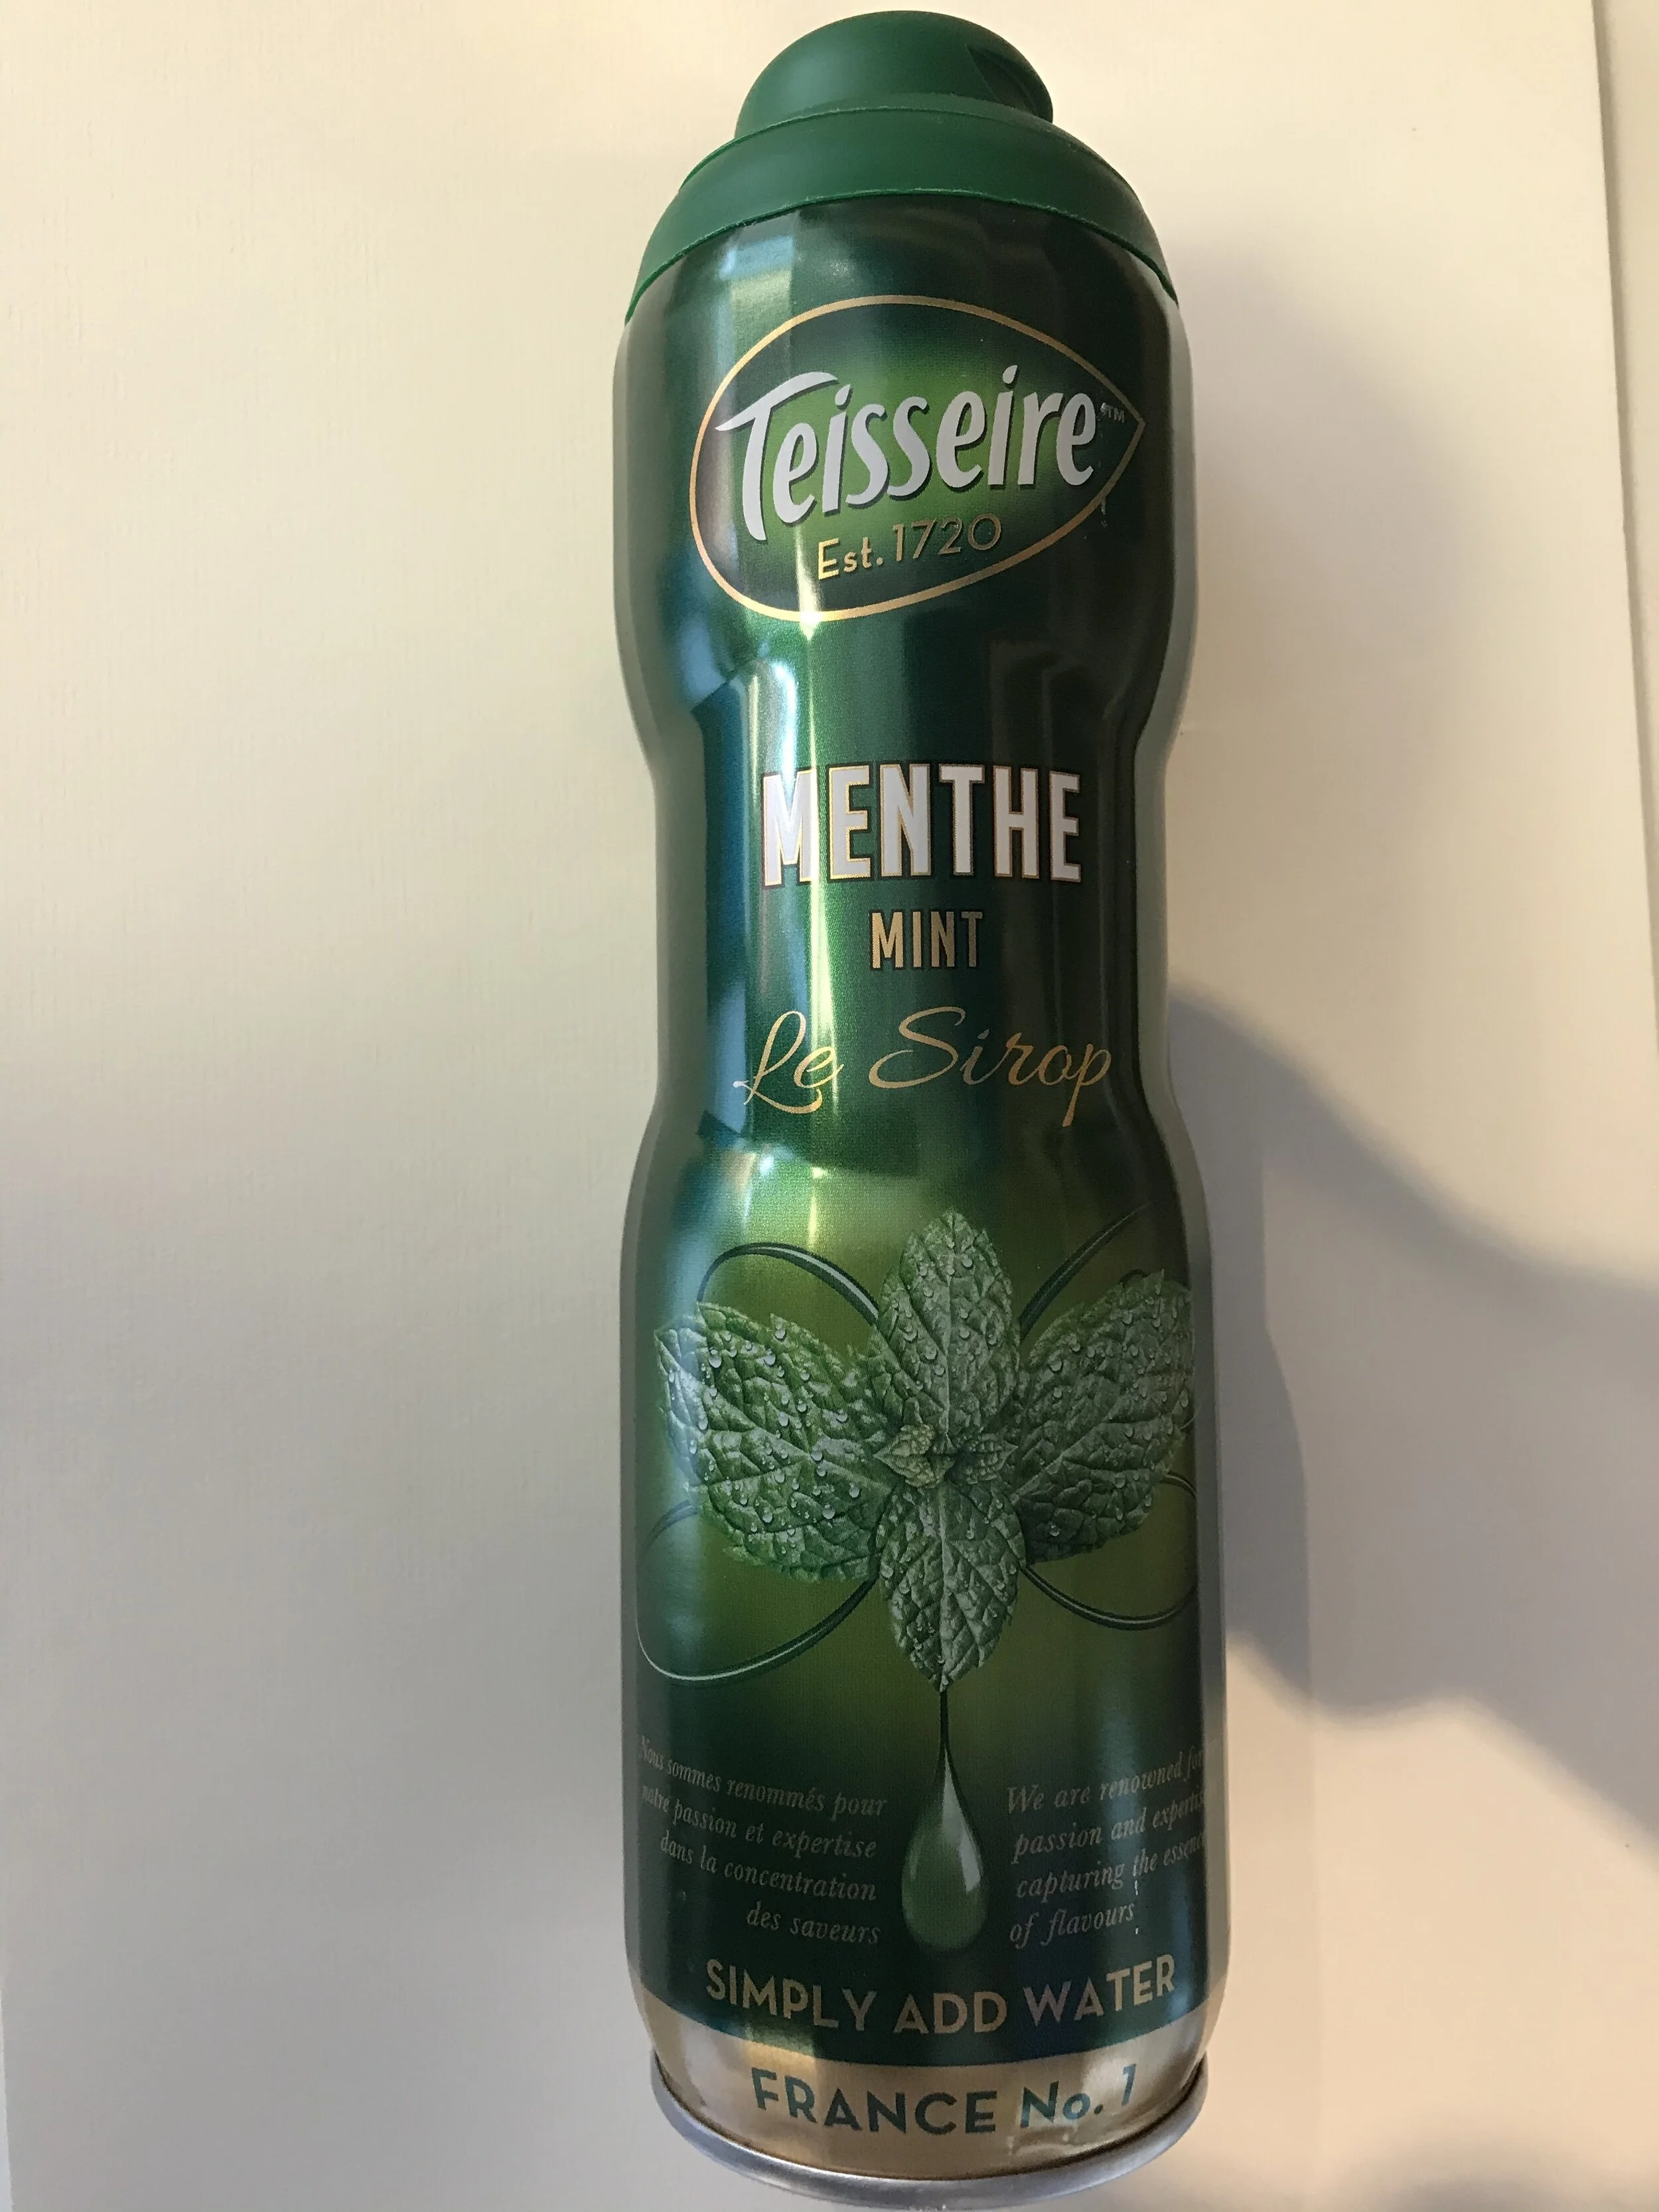 Teisseire™
Est. 1720
MENTHE
MINT
Le Sirop
Nous sommes renommés pour
notre passion et expertise
dans la concentration
des saveurs
We are renowned for
passion and expertise
capturing the essence
of flavours
SIMPLY ADD WATER
FRANCE No. 1